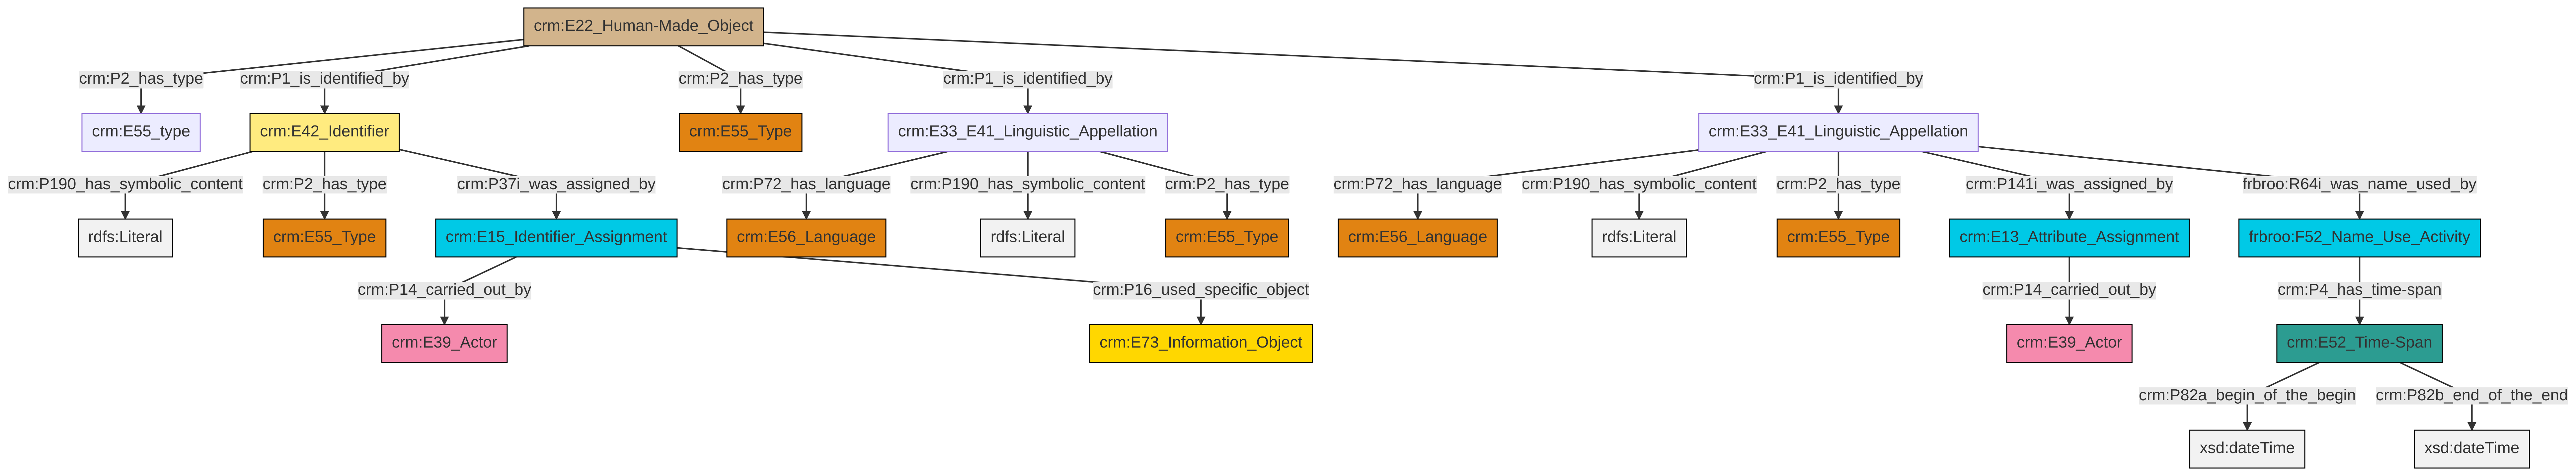 crm:E22_Human-Made_Object
crm:P2_has_type
crm:P1_is_identified_by
crm:P2_has_type
crm:P1_is_identified_by
crm:P1_is_identified_by
crm:E55_type
crm:E42_Identifier
crm:E55_Type
crm:E33_E41_Linguistic_Appellation
crm:E33_E41_Linguistic_Appellation
crm:P190_has_symbolic_content
crm:P2_has_type
crm:P37i_was_assigned_by
crm:P72_has_language
crm:P190_has_symbolic_content
crm:P2_has_type
crm:P72_has_language
crm:P190_has_symbolic_content
crm:P2_has_type
crm:P141i_was_assigned_by
frbroo:R64i_was_name_used_by
rdfs:Literal
crm:E55_Type
crm:E15_Identifier_Assignment
crm:E56_Language
rdfs:Literal
crm:E55_Type
crm:E56_Language
rdfs:Literal
crm:E55_Type
crm:E13_Attribute_Assignment
frbroo:F52_Name_Use_Activity
crm:P14_carried_out_by
crm:P16_used_specific_object
crm:P14_carried_out_by
crm:P4_has_time-span
crm:E39_Actor
crm:E73_Information_Object
crm:E39_Actor
crm:E52_Time-Span
crm:P82a_begin_of_the_begin
crm:P82b_end_of_the_end
xsd:dateTime
xsd:dateTime